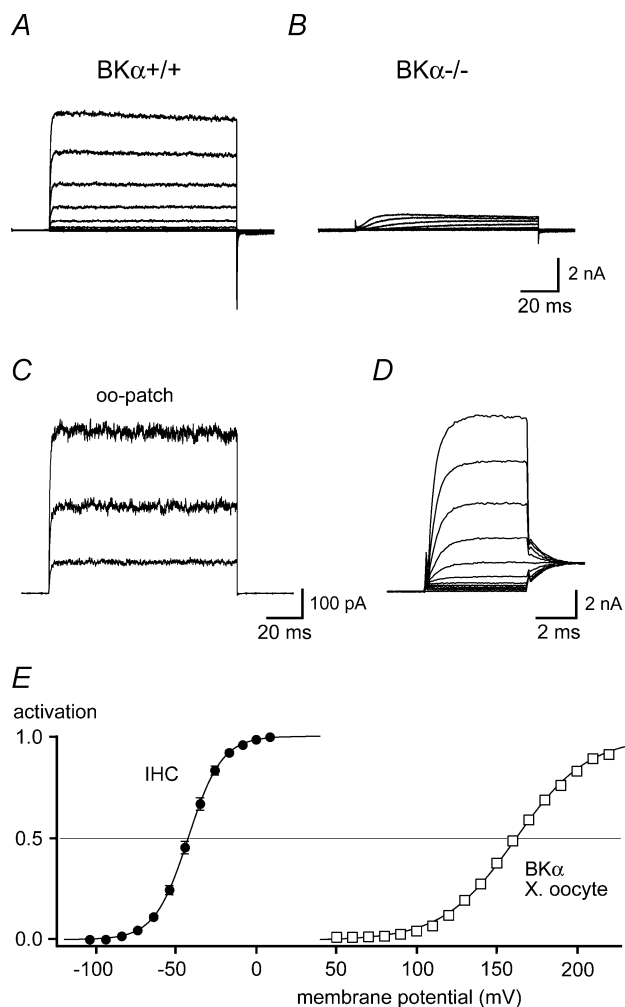 A
B
BKα+/+
BKα-/-
2 nA
20 ms
C
D
oo-patch
100 pA
20 ms
2 nA
2 ms
E
activation
1.0
IHC
0.5
BKα
X. oocyte
0.0
-100 -50 0 50 100 150 200
membrane potential (mV)